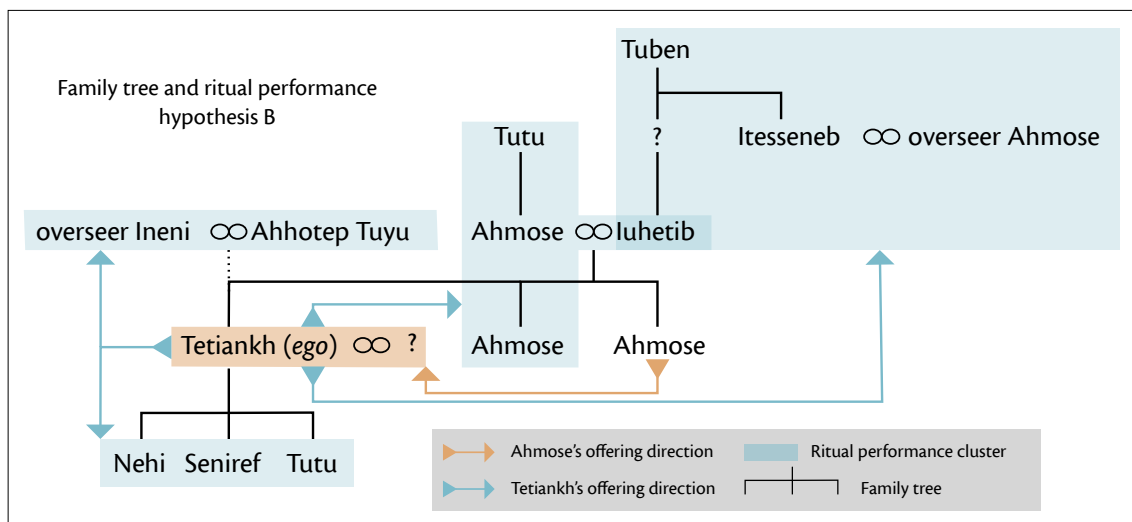 Family tree and ritual performance
hypothesis B
Tuben
Tutu
?
Itesseneb ∞ overseer Ahmose
overseer Ineni ∞ Ahhotep Tuyu
Ahmose ∞ Iuhetib
Tetiankh (ego) ∞ ?
Ahmose
Ahmose
Nehi Seniref Tutu
Ahmose's offering direction
Ritual performance cluster
Tetiankh's offering direction
Family tree